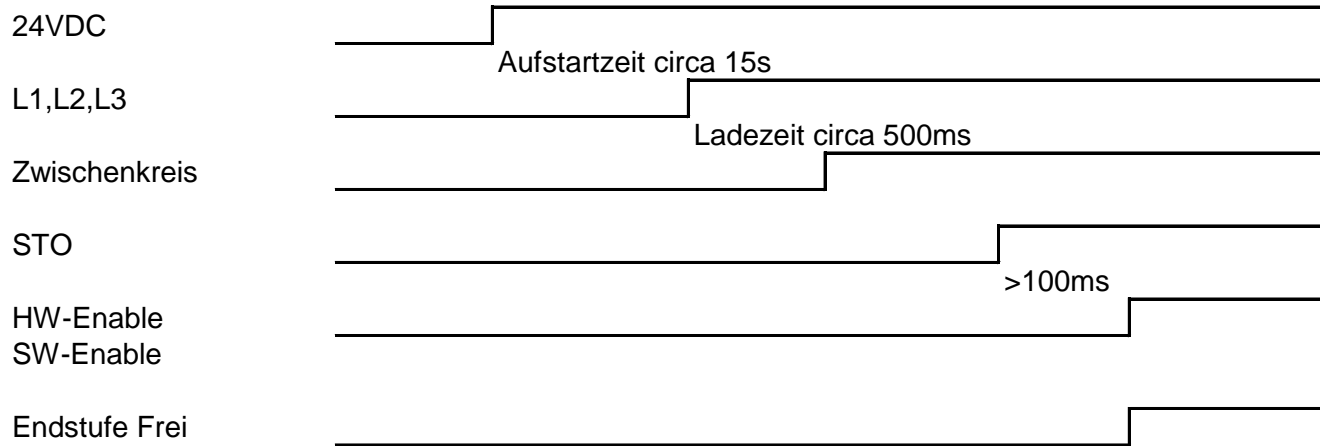 24VDC
Aufstartzeit circa 15s
L1,L2,L3
Ladezeit circa 500ms
Zwischenkreis
STO
>100ms
HW-Enable
SW-Enable
Endstufe Frei